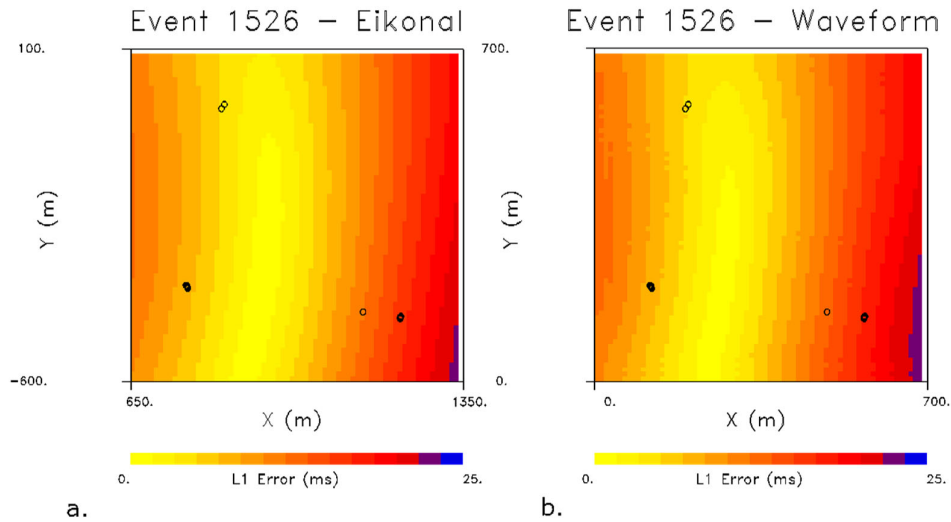 Event 1526 – Eikonal
Event 1526 – Waveform
100.
700.
Y (m)
Y (m)
-600.
0.
650.
1350.
0.
700.
X (m)
X (m)
0.
L1 Error (ms)
25.
0.
L1 Error (ms)
25.
a.
b.